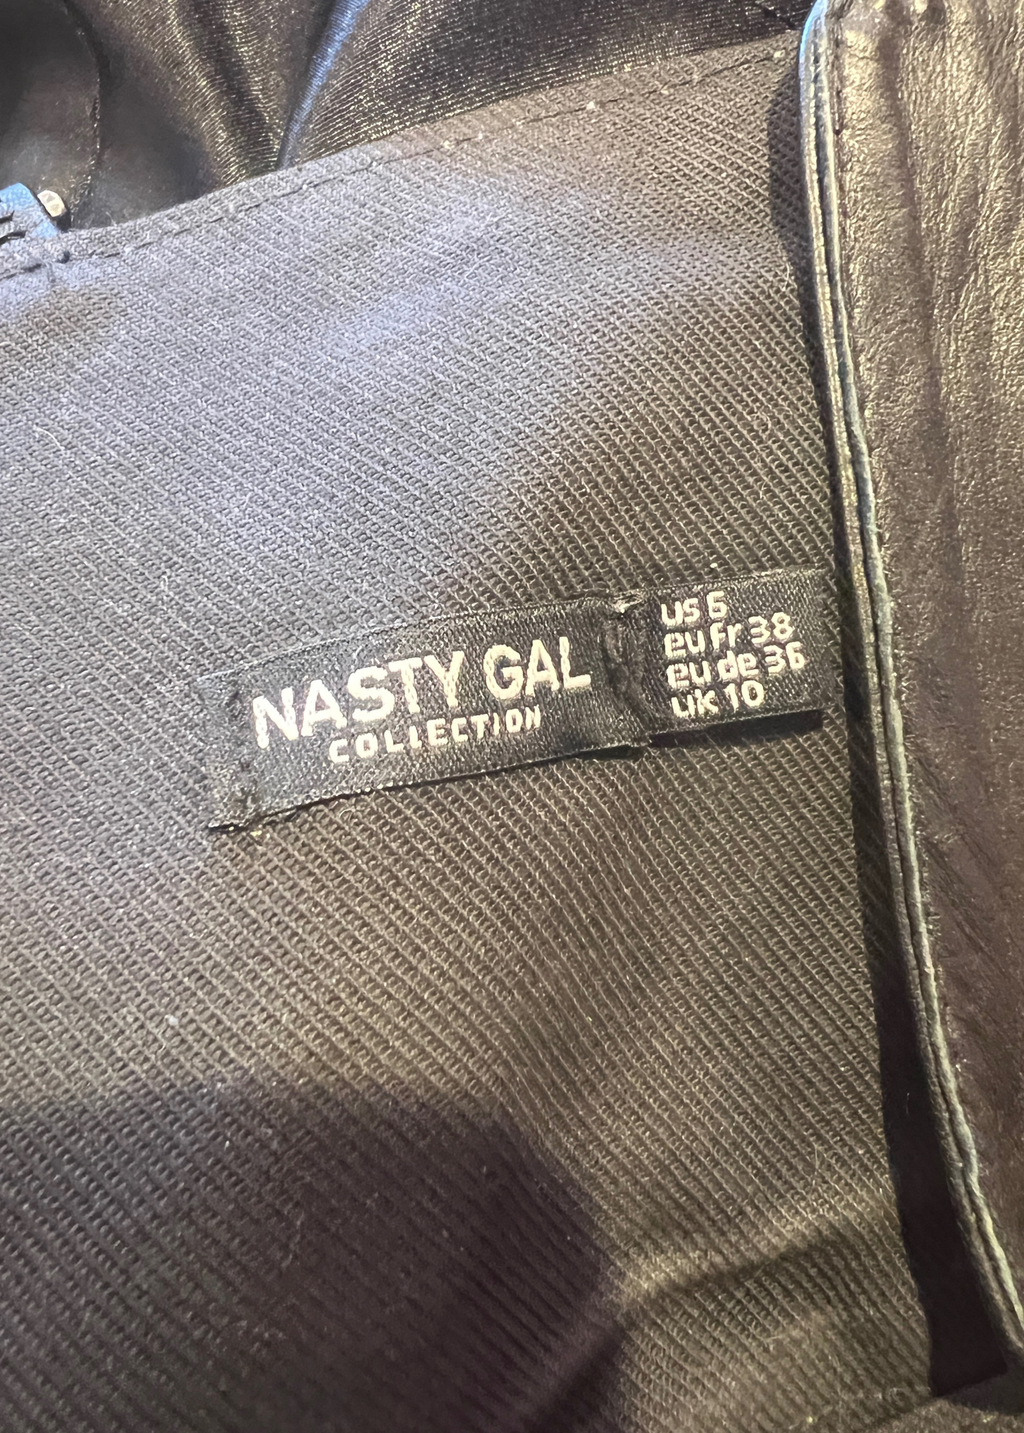 NASTY GAL
COLLECTION
US 6
eu fr 38
eu de 36
UK 10